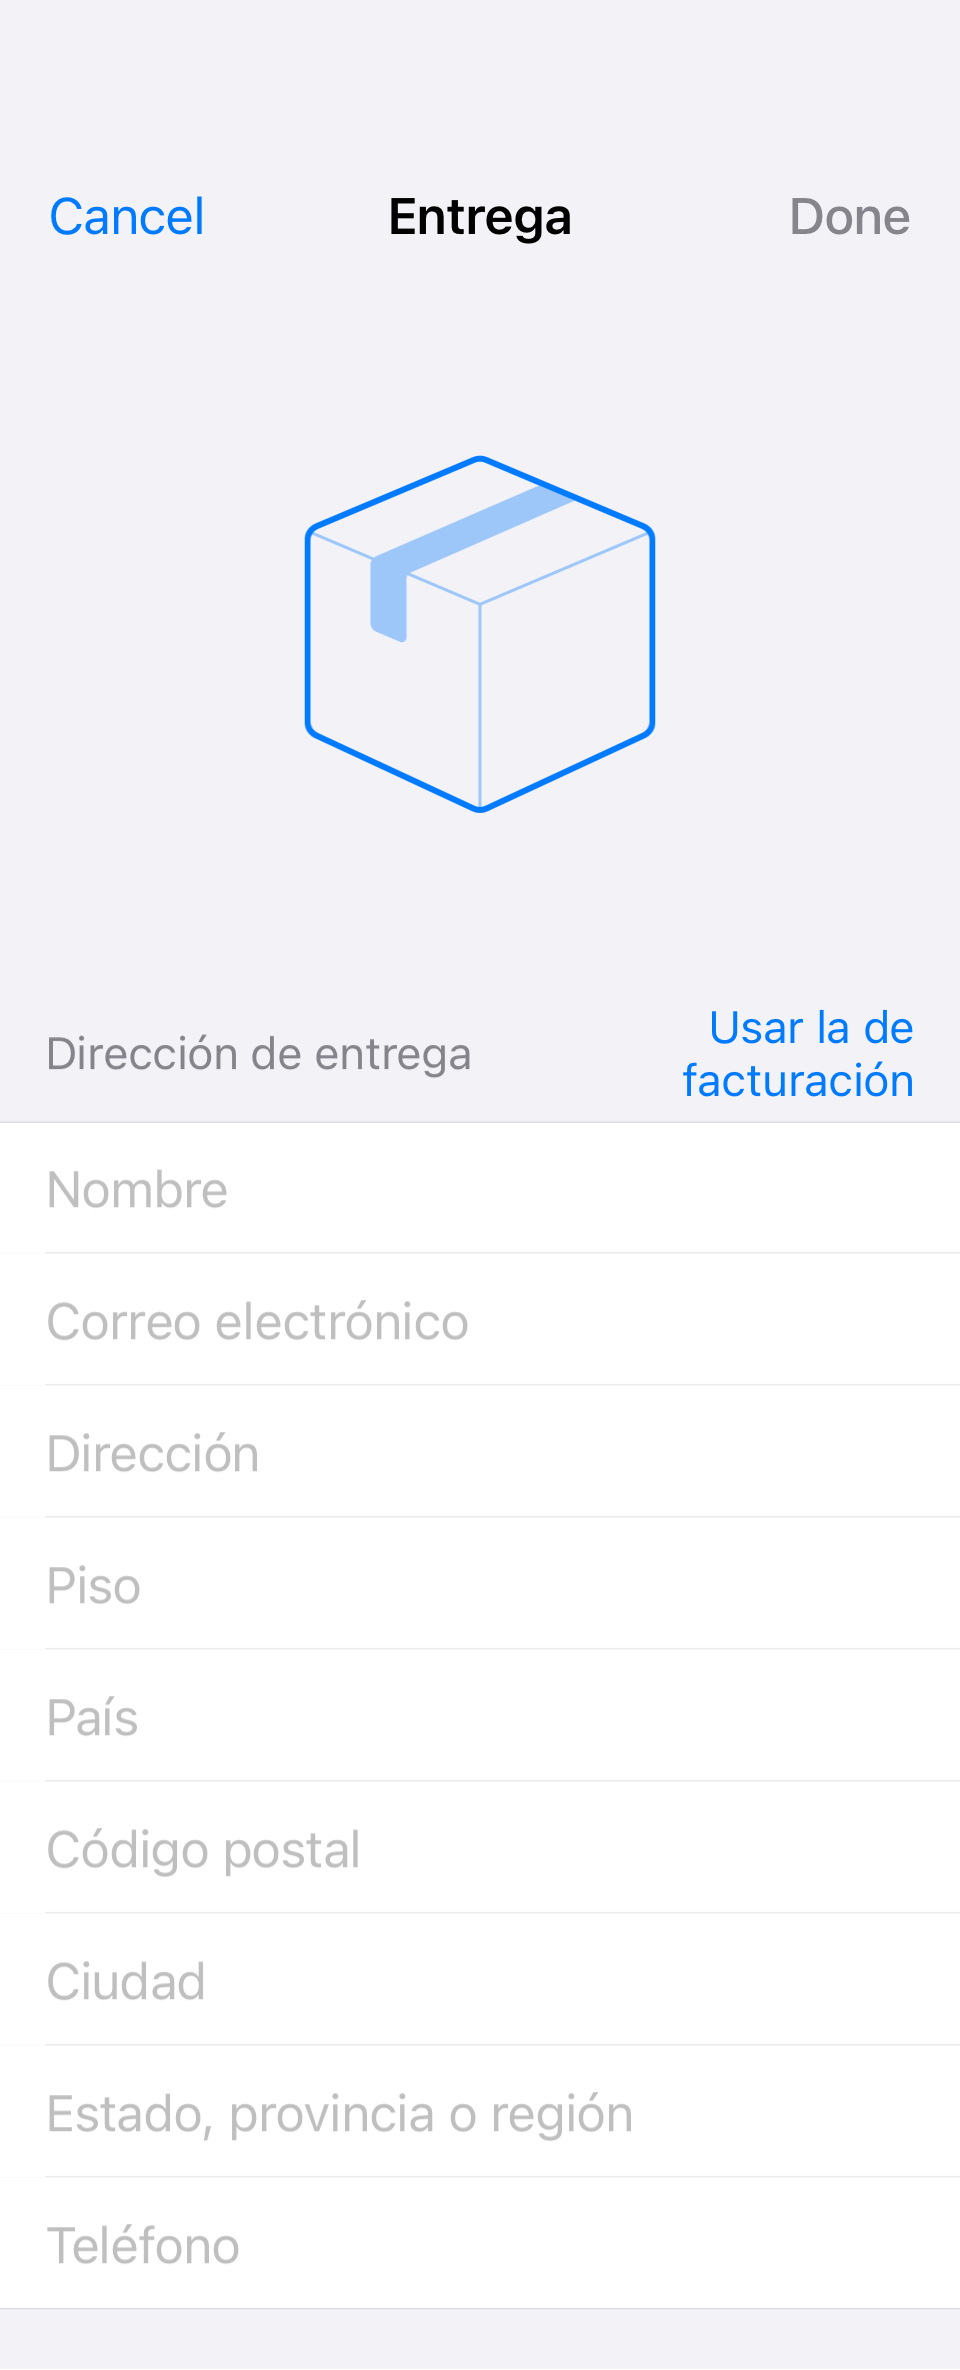 Cancel
Entrega
Done
Dirección de entrega
Usar la de
facturación
Nombre
Correo electrónico
Dirección
Piso
País
Código postal
Ciudad
Estado, provincia o región
Teléfono